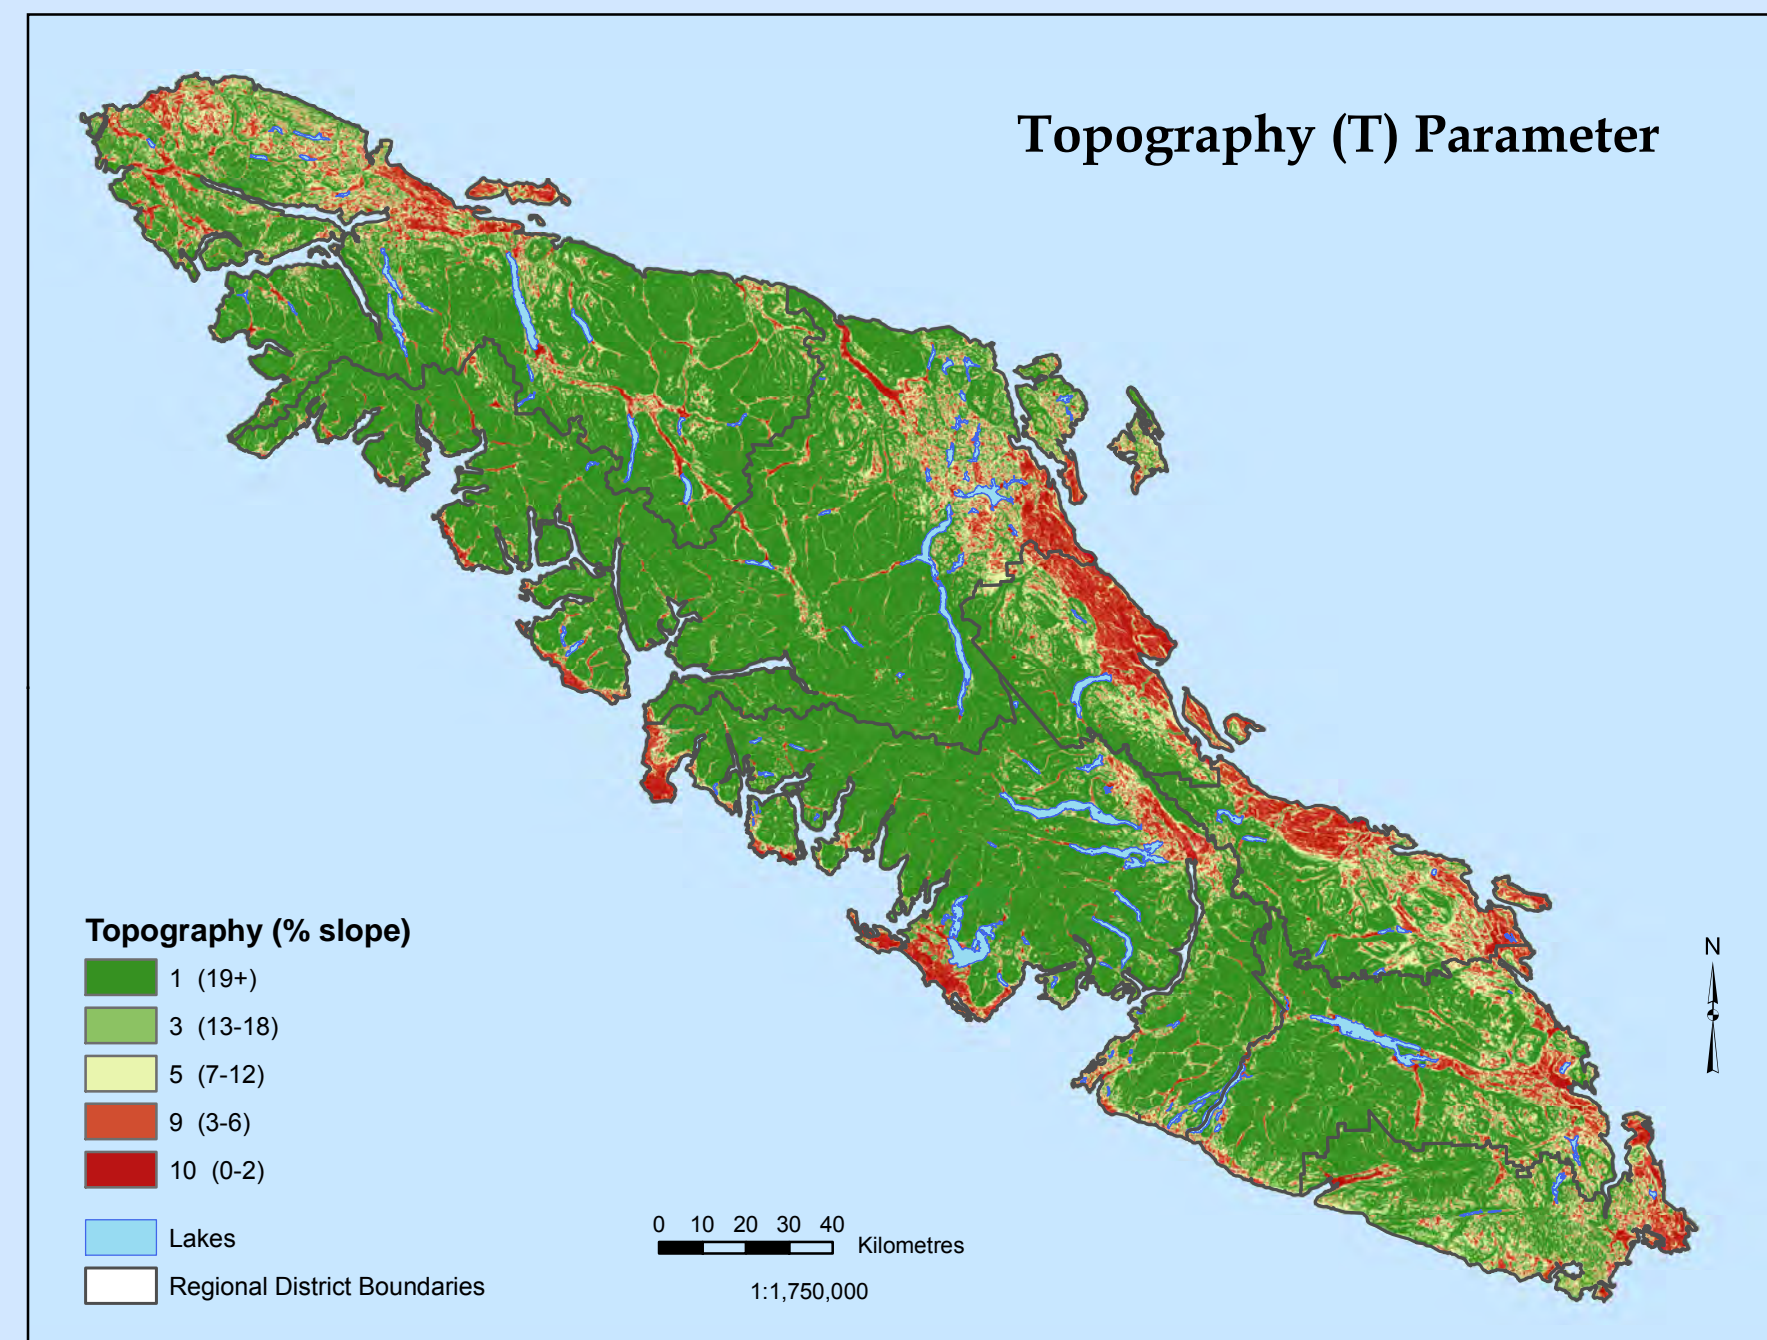 Topography (T) Parameter
Topography (% slope)
1 (19+)
3 (13-18)
5 (7-12)
9 (3-6)
10 (0-2)
Lakes
Regional District Boundaries
0 10 20 30 40
Kilometres
1:1,750,000
N